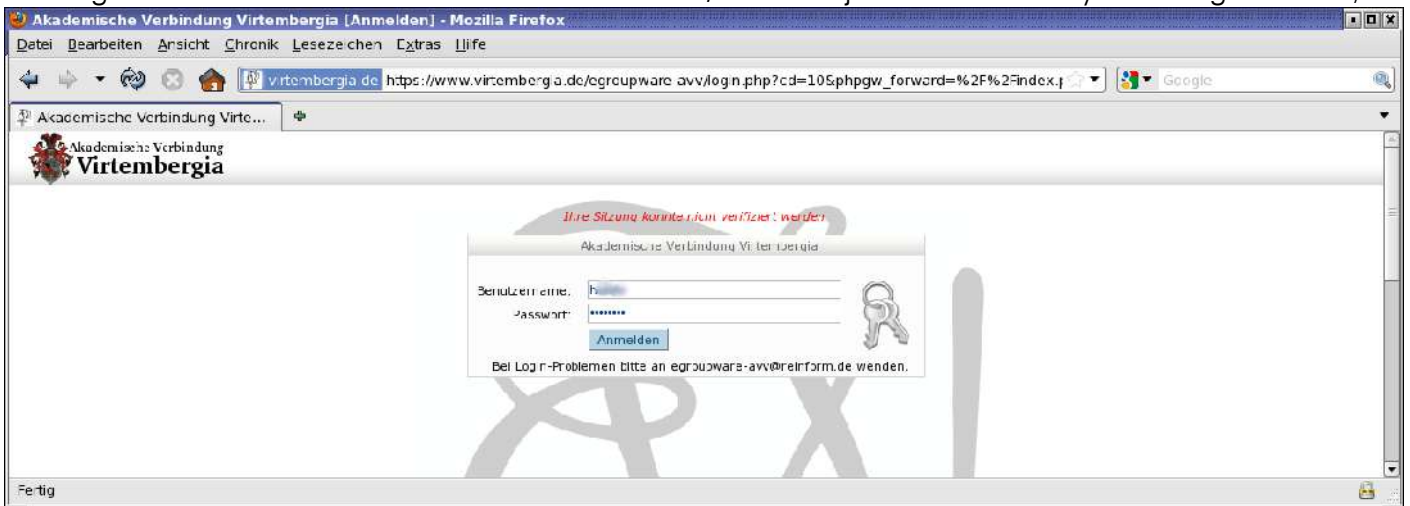 Akademische Verbindung Virtembergia [Anmelden] - Mozilla Firefox
Datei Bearbeiten Ansicht Chronik Lesezeichen Extras Hilfe
virtembergia.de https://www.virtembergia.de/egroupware-avv/login.php?cd=10&phpgw_forward=%2F%2Findex.p Google
Akademische Verbindung Virte...
Akademische Verbindung
Virtembergia
Ihre Sitzung konnte nicht verifiziert werden
Akademische Verbindung Virtembergia
Benutzername:
Passwort:
Anmelden
Bei Login-Problemen bitte an egroupware-avv@reinform.de wenden.
Fertig